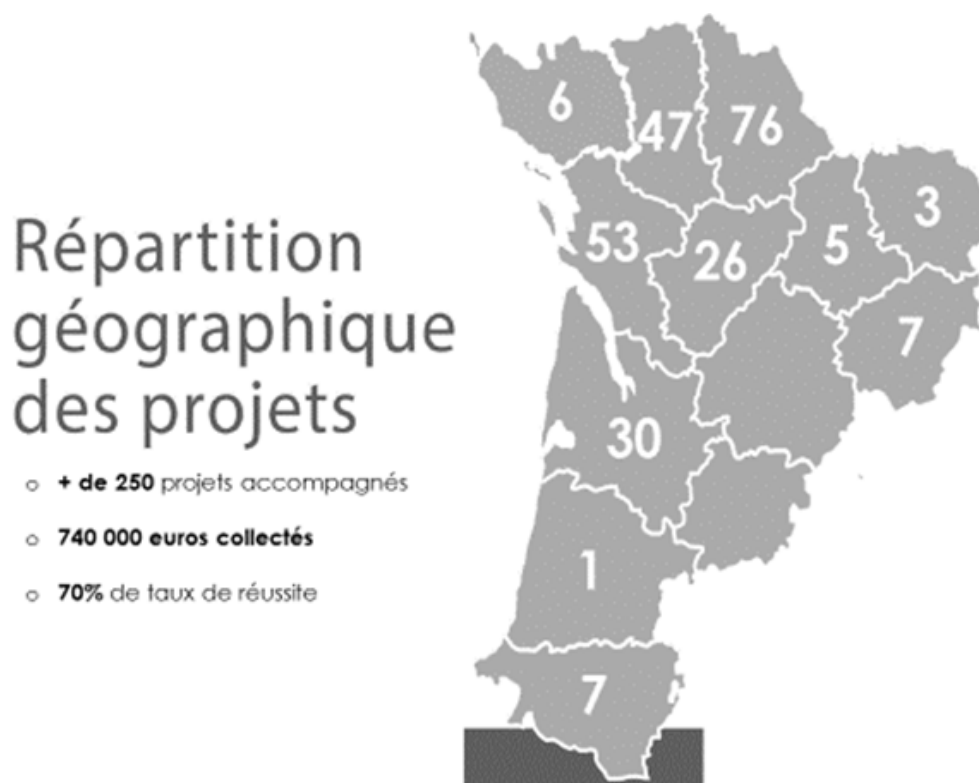 Répartition
géographique
des projets
o + de 250 projets accompagnés
o 740 000 euros collectés
o 70% de taux de réussite
6
47
76
53
26
5
3
7
30
1
7